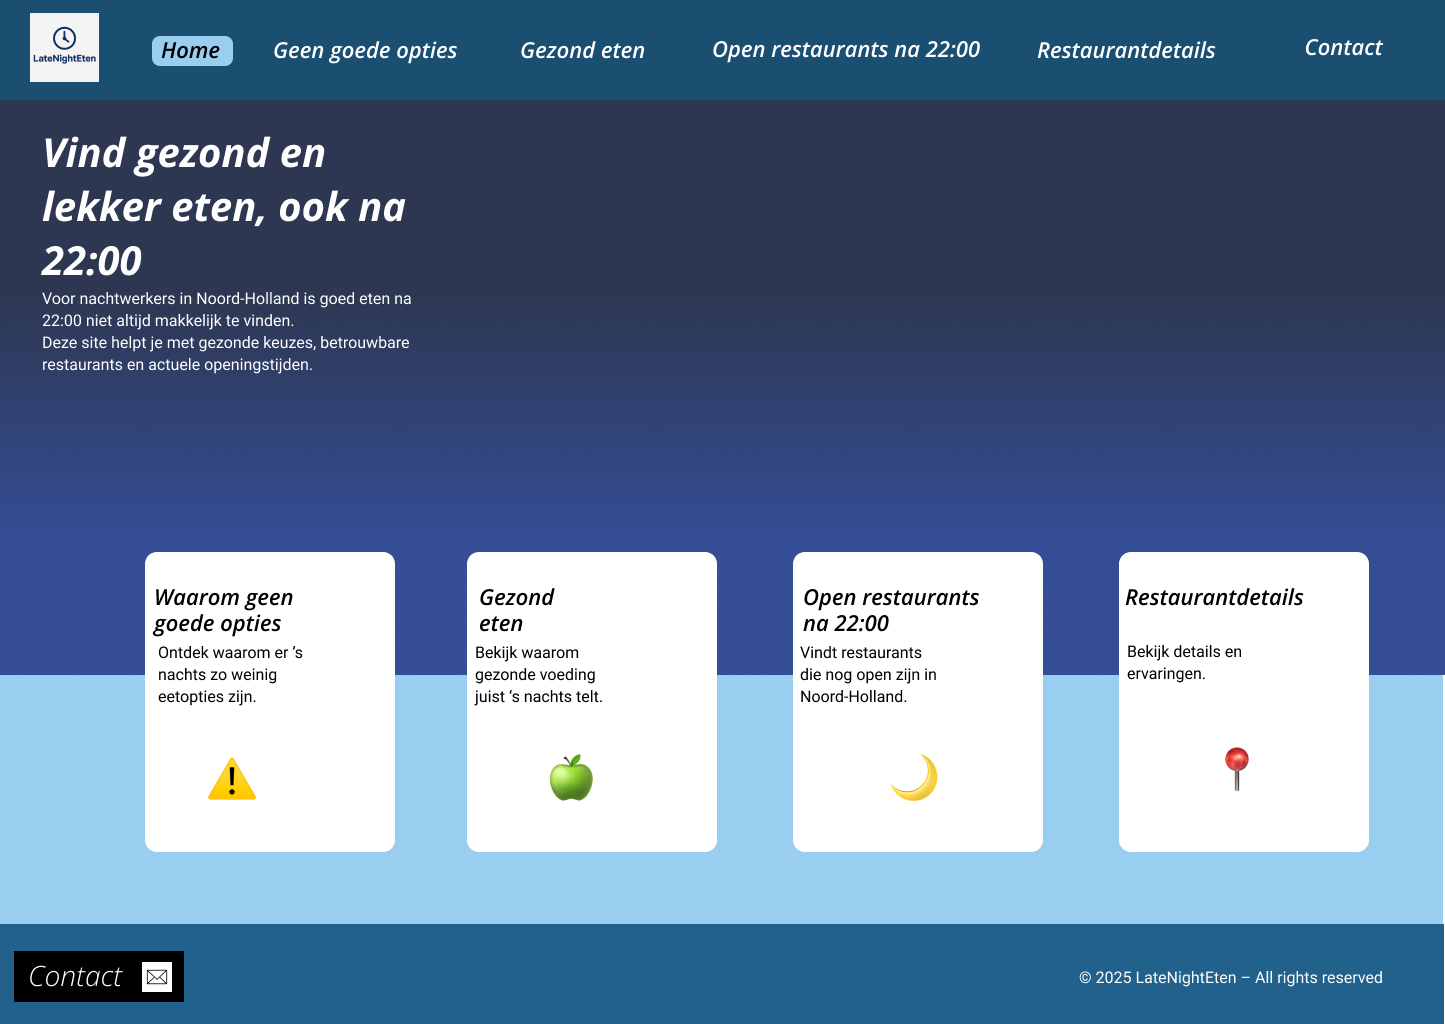 LateNightEten
Home
Geen goede opties
Gezond eten
Open restaurants na 22:00
Restaurantdetails
Contact
Vind gezond en
lekker eten, ook na
22:00
Voor nachtwerkers in Noord-Holland is goed eten na
22:00 niet altijd makkelijk te vinden.
Deze site helpt je met gezonde keuzes, betrouwbare
restaurants en actuele openingstijden.
Waarom geen
goede opties
Ontdek waarom er ’s
nachts zo weinig
eetopties zijn.
Gezond
eten
Bekijk waarom
gezonde voeding
juist ‘s nachts telt.
Open restaurants
na 22:00
Vindt restaurants
die nog open zijn in
Noord-Holland.
Restaurantdetails
Bekijk details en
ervaringen.
Contact
© 2025 LateNightEten – All rights reserved